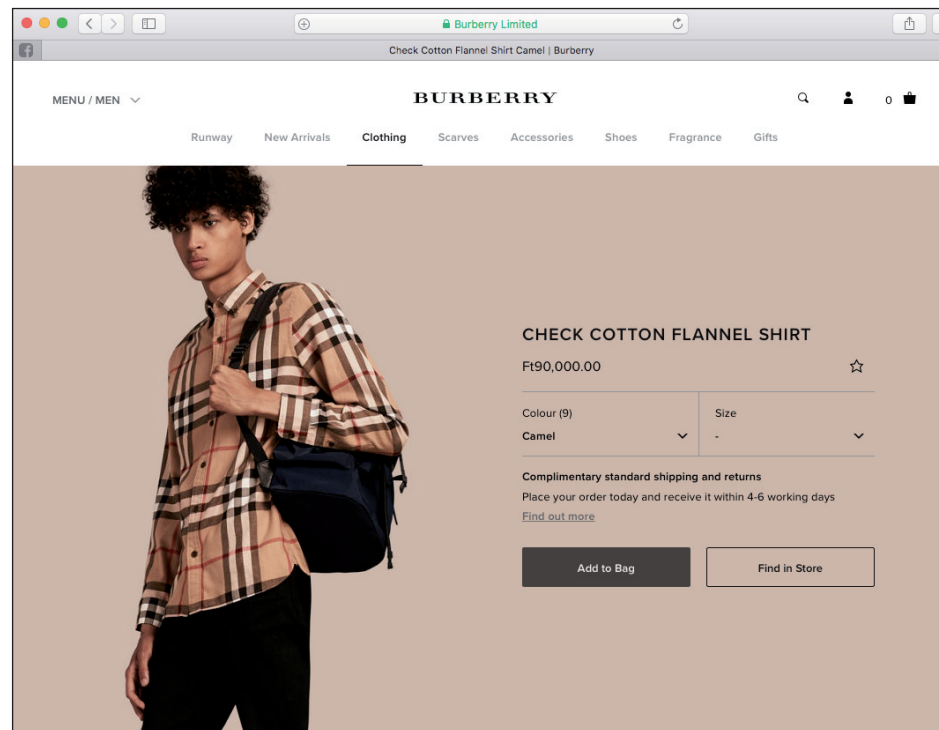 Burberry Limited
Check Cotton Flannel Shirt Camel | Burberry
MENU / MEN
BURBERRY
0
Runway New Arrivals Clothing Scarves Accessories Shoes Fragrance Gifts
CHECK COTTON FLANNEL SHIRT
Ft90,000.00
Colour (9) Size
Camel -
Complimentary standard shipping and returns
Place your order today and receive it within 4-6 working days
Find out more
Add to Bag Find in Store